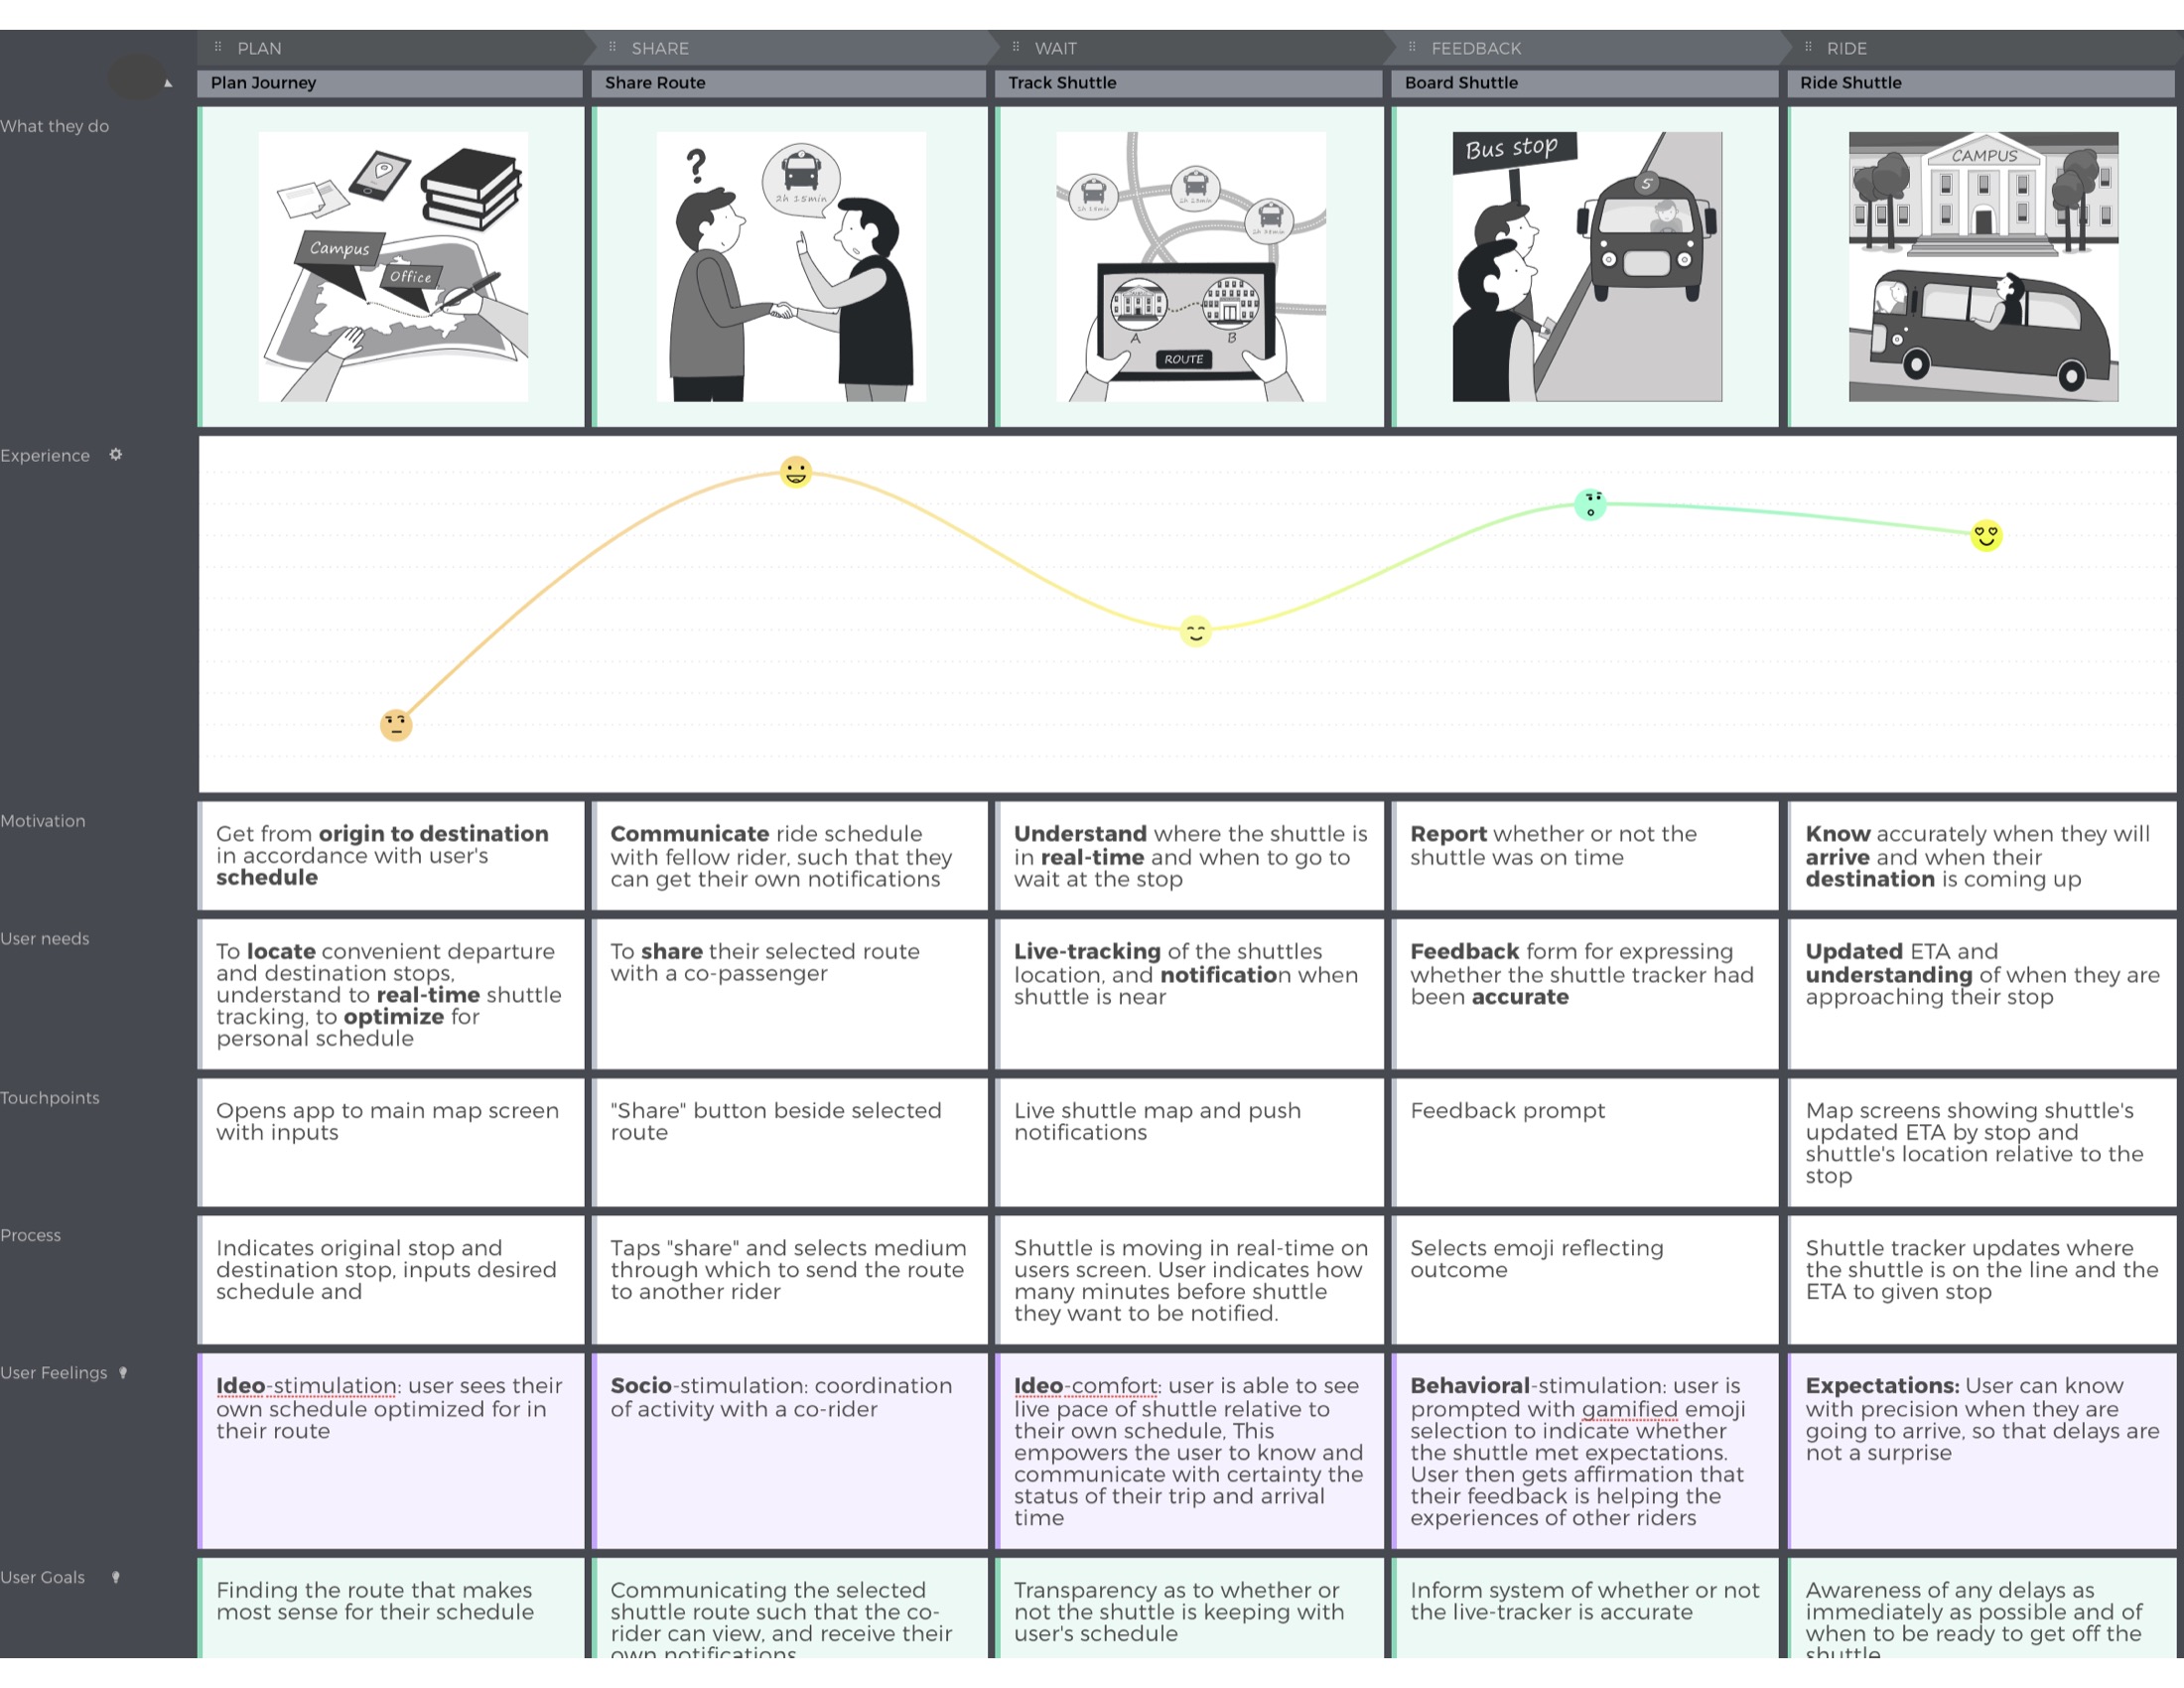 PLAN
SHARE
WAIT
FEEDBACK
RIDE
Plan Journey
Share Route
Track Shuttle
Board Shuttle
Ride Shuttle
What they do
Campus
Office
?
2h 15min
A
B
ROUTE
Bus stop
5
CAMPUS
Experience
Motivation
Get from origin to destination
in accordance with user's
schedule
Communicate ride schedule
with fellow rider, such that they
can get their own notifications
Understand where the shuttle is
in real-time and when to go to
wait at the stop
Report whether or not the
shuttle was on time
Know accurately when they will
arrive and when their
destination is coming up
User needs
To locate convenient departure
and destination stops,
understand to real-time shuttle
tracking, to optimize for
personal schedule
To share their selected route
with a co-passenger
Live-tracking of the shuttles
location, and notification when
shuttle is near
Feedback form for expressing
whether the shuttle tracker had
been accurate
Updated ETA and
understanding of when they are
approaching their stop
Touchpoints
Opens app to main map screen
with inputs
"Share" button beside selected
route
Live shuttle map and push
notifications
Feedback prompt
Map screens showing shuttle's
updated ETA by stop and
shuttle's location relative to the
stop
Process
Indicates original stop and
destination stop, inputs desired
schedule and
Taps "share" and selects medium
through which to send the route
to another rider
Shuttle is moving in real-time on
users screen. User indicates how
many minutes before shuttle
they want to be notified.
Selects emoji reflecting
outcome
Shuttle tracker updates where
the shuttle is on the line and the
ETA to given stop
User Feelings
Ideo-stimulation: user sees their
own schedule optimized for in
their route
Socio-stimulation: coordination
of activity with a co-rider
Ideo-comfort: user is able to see
live pace of shuttle relative to
their own schedule, This
empowers the user to know and
communicate with certainty the
status of their trip and arrival
time
Behavioral-stimulation: user is
prompted with gamified emoji
selection to indicate whether
the shuttle met expectations.
User then gets affirmation that
their feedback is helping the
experiences of other riders
Expectations: User can know
with precision when they are
going to arrive, so that delays are
not a surprise
User Goals
Finding the route that makes
most sense for their schedule
Communicating the selected
shuttle route such that the co-
rider can view, and receive their
own notifications
Transparency as to whether or
not the shuttle is keeping with
user's schedule
Inform system of whether or not
the live-tracker is accurate
Awareness of any delays as
immediately as possible and of
when to be ready to get off the
shuttle